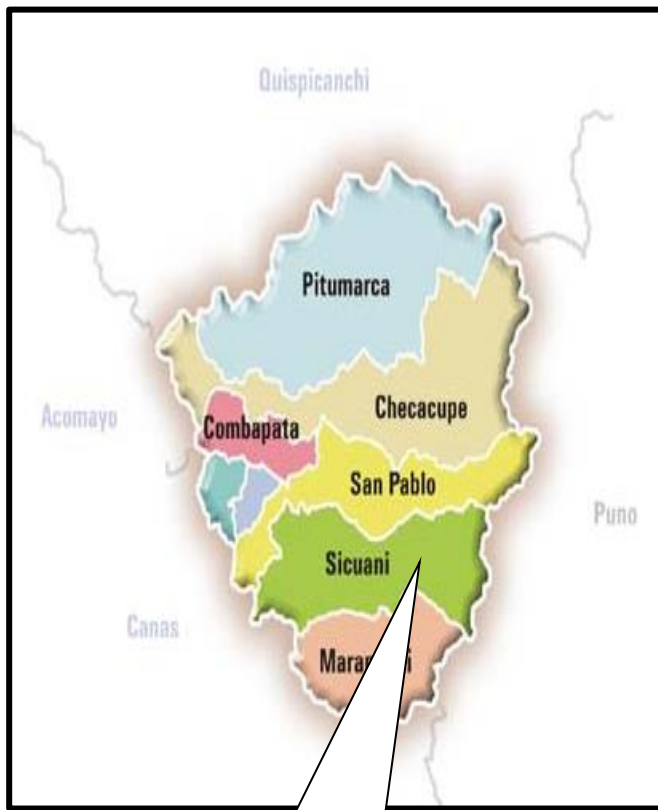 Quispicanchi
Pitumarca
Acomayo
Combapata
Checacupe
San Pablo
Puno
Sicuani
Canas